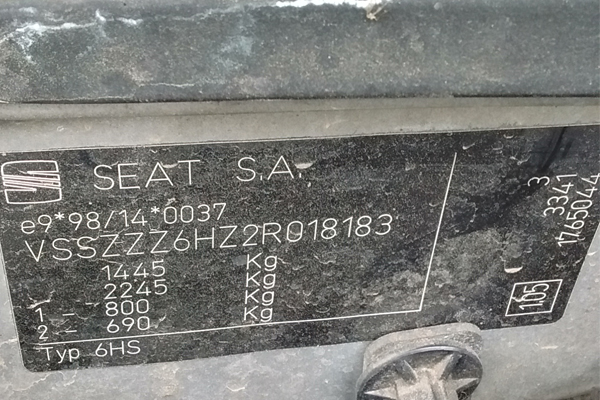 SEAT S.A.
e9*98/14*0037
VSSZZZ6HZ2R018183
1445 Kg
2245 Kg
1 - 800 Kg
2 - 690 Kg
Typ 6HS
3
3341
1765044
105